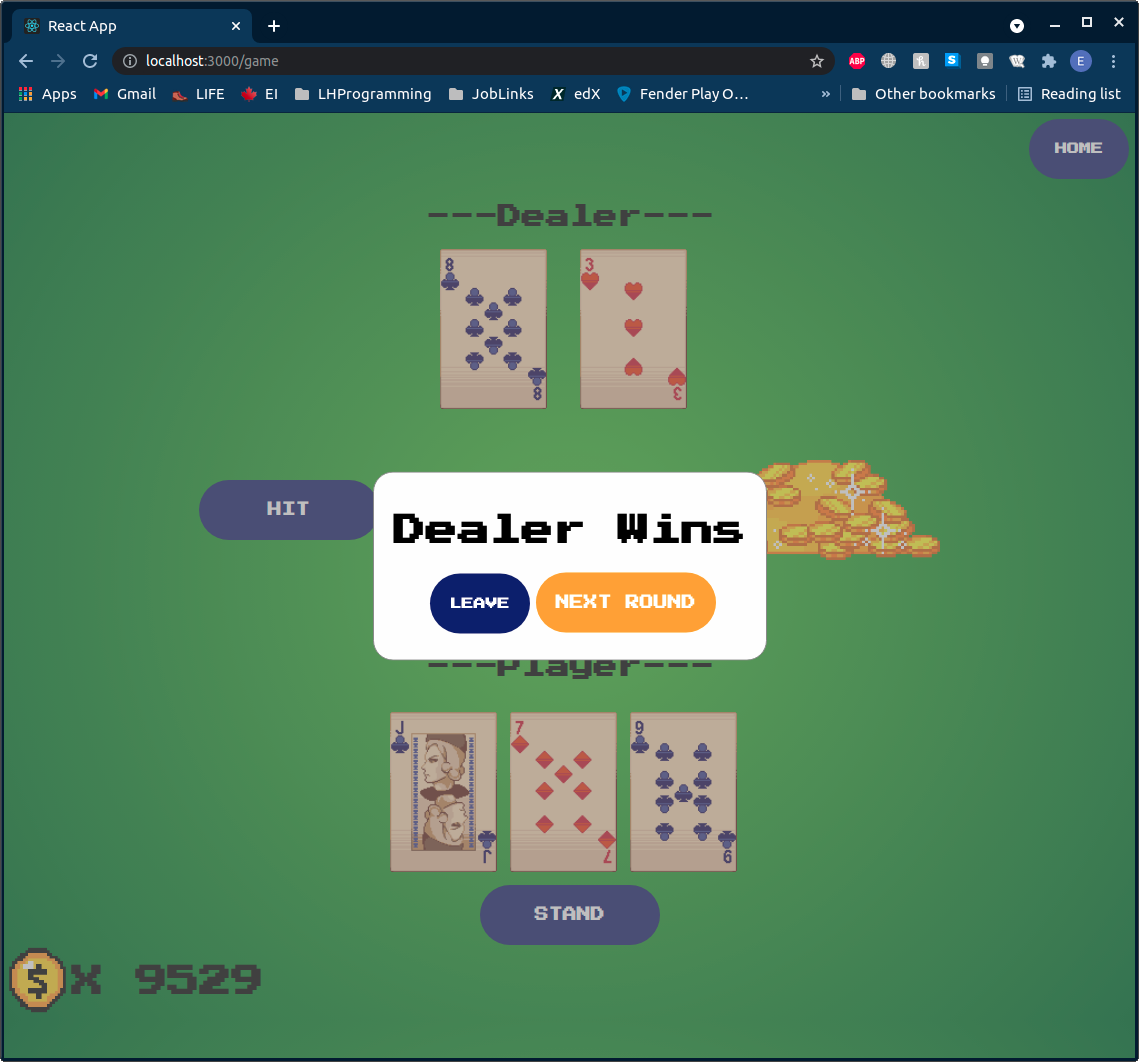 React App
localhost:3000/game
ABP
S
E
Apps Gmail LIFE EI LHProgramming JobLinks edX Fender Play O… » Other bookmarks Reading list
HOME
---Dealer---
8 3
8 3
HIT
Dealer Wins
LEAVE NEXT ROUND
---Player---
J 7 9
J 7 9
STAND
$ X 9529